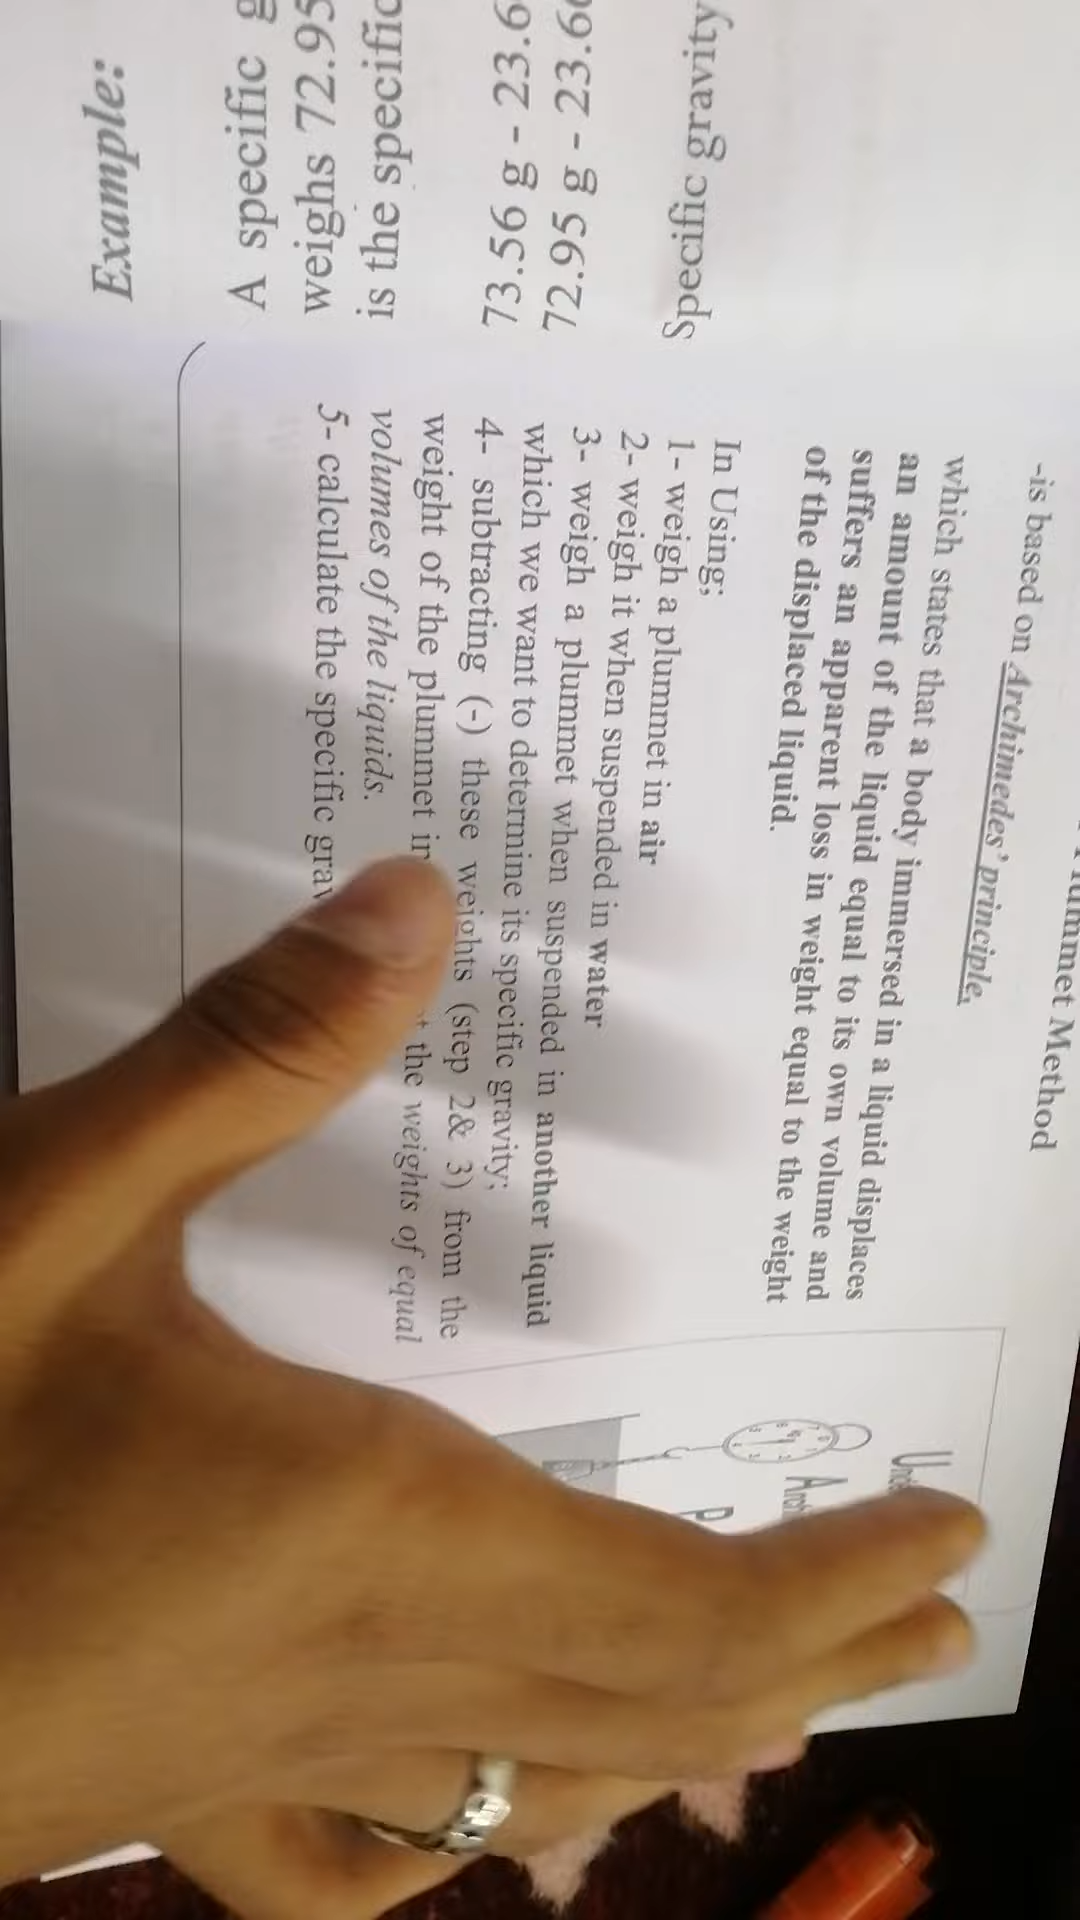 Plummet Method
-is based on Archimedes' principle,
which states that a body immersed in a liquid displaces
an amount of the liquid equal to its own volume and
suffers an apparent loss in weight equal to the weight
of the displaced liquid.
In Using;
1- weigh a plummet in air
2- weigh it when suspended in water
3- weigh a plummet when suspended in another liquid
which we want to determine its specific gravity;
4- subtracting (-) these weights (step 2& 3) from the
weight of the plummet the weights of equal
volumes of the liquids.
5- calculate the specific
Example:
A specific
weighs 72.95
is the specific
73.56 g - 23.6
72.95 g - 23.6
Specific gravity